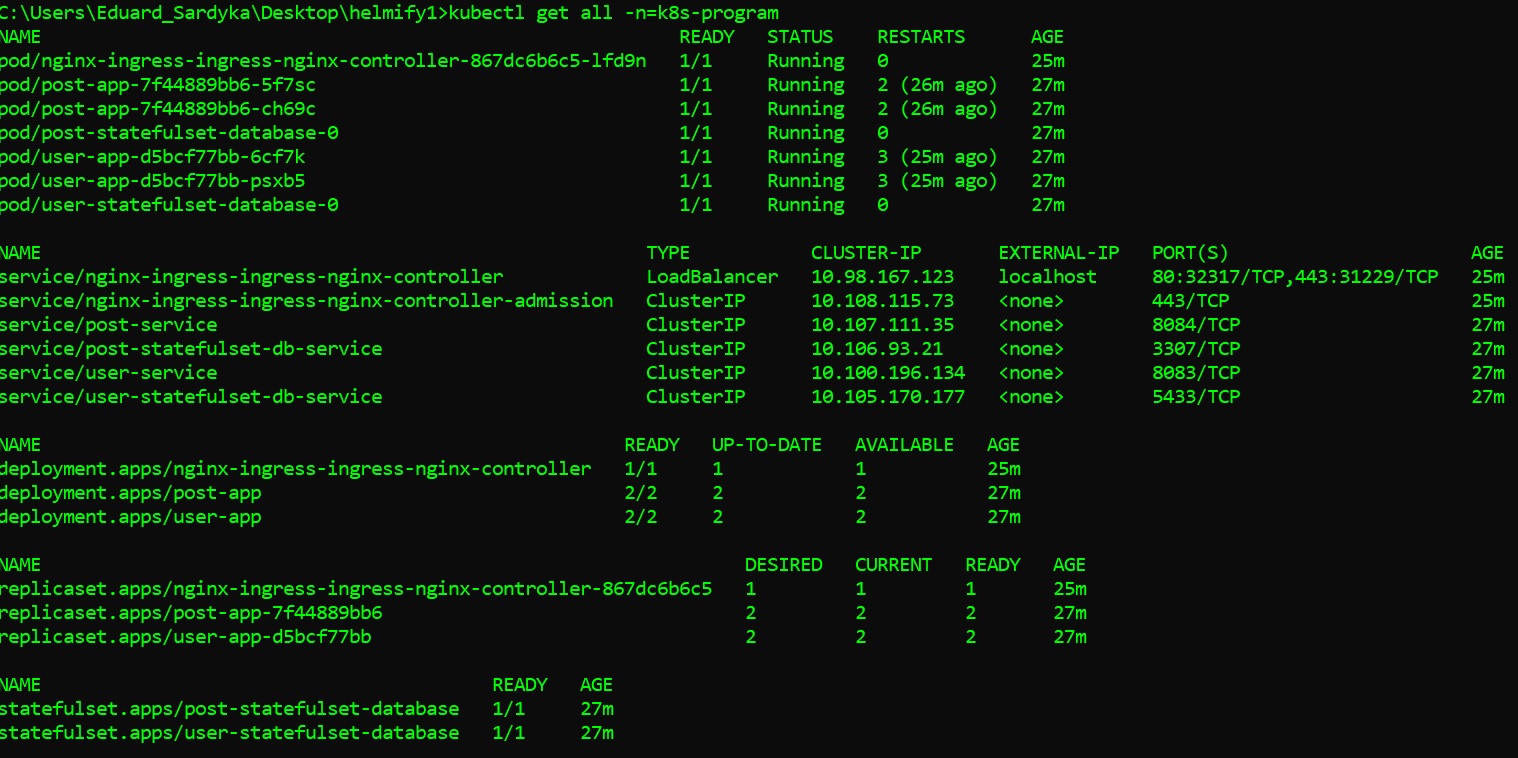 C:\Users\Eduard_Sardyka\Desktop\helmify1>kubectl get all -n=k8s-program
NAME READY STATUS RESTARTS AGE
pod/nginx-ingress-ingress-nginx-controller-867dc6b6c5-lfd9n 1/1 Running 0 25m
pod/post-app-7f44889bb6-5f7sc 1/1 Running 2 (26m ago) 27m
pod/post-app-7f44889bb6-ch69c 1/1 Running 2 (26m ago) 27m
pod/post-statefulset-database-0 1/1 Running 0 27m
pod/user-app-d5bcf77bb-6cf7k 1/1 Running 3 (25m ago) 27m
pod/user-app-d5bcf77bb-psxb5 1/1 Running 3 (25m ago) 27m
pod/user-statefulset-database-0 1/1 Running 0 27m
NAME TYPE CLUSTER-IP EXTERNAL-IP PORT(S) AGE
service/nginx-ingress-ingress-nginx-controller LoadBalancer 10.98.167.123 localhost 80:32317/TCP,443:31229/TCP 25m
service/nginx-ingress-ingress-nginx-controller-admission ClusterIP 10.108.115.73 <none> 443/TCP 25m
service/post-service ClusterIP 10.107.111.35 <none> 8084/TCP 27m
service/post-statefulset-db-service ClusterIP 10.106.93.21 <none> 3307/TCP 27m
service/user-service ClusterIP 10.100.196.134 <none> 8083/TCP 27m
service/user-statefulset-db-service ClusterIP 10.105.170.177 <none> 5433/TCP 27m
NAME READY UP-TO-DATE AVAILABLE AGE
deployment.apps/nginx-ingress-ingress-nginx-controller 1/1 1 1 25m
deployment.apps/post-app 2/2 2 2 27m
deployment.apps/user-app 2/2 2 2 27m
NAME DESIRED CURRENT READY AGE
replicaset.apps/nginx-ingress-ingress-nginx-controller-867dc6b6c5 1 1 1 25m
replicaset.apps/post-app-7f44889bb6 2 2 2 27m
replicaset.apps/user-app-d5bcf77bb 2 2 2 27m
NAME READY AGE
statefulset.apps/post-statefulset-database 1/1 27m
statefulset.apps/user-statefulset-database 1/1 27m